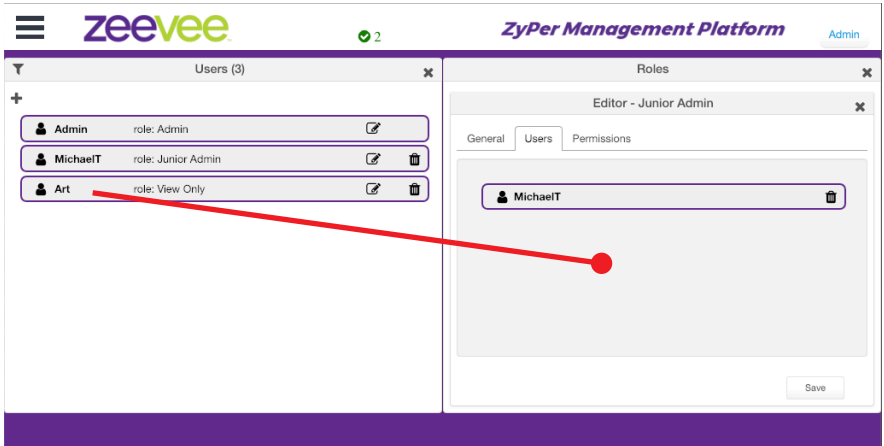 zeevee™
2
ZyPer Management Platform
Admin
Users (3)
Admin role: Admin
MichaelT role: Junior Admin
Art role: View Only
Roles
Editor - Junior Admin
General Users Permissions
MichaelT
Save